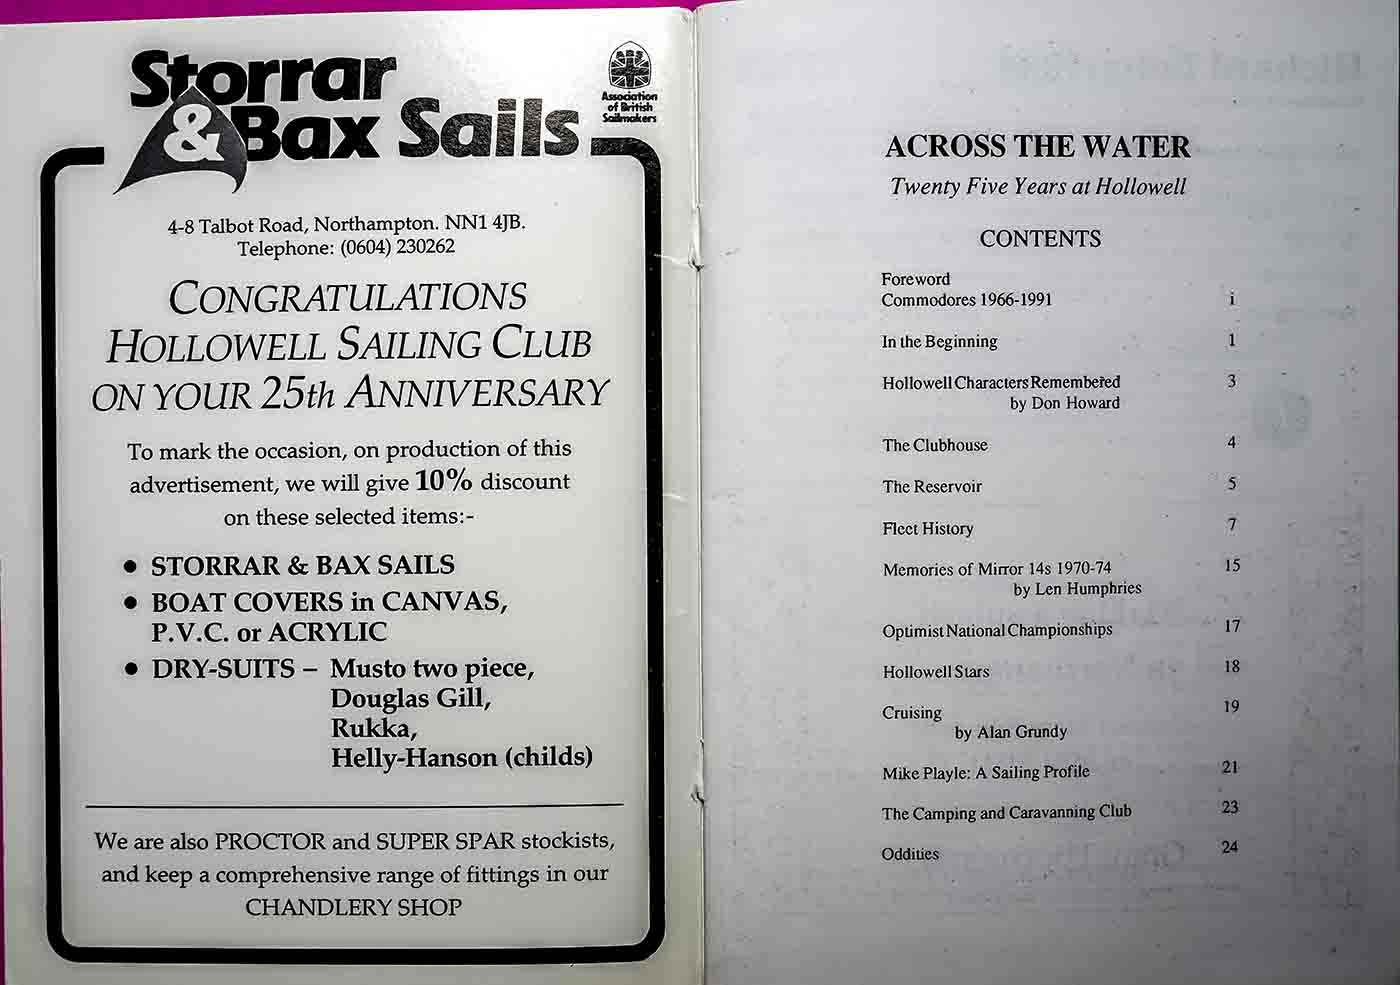 Storrar
& Bax Sails
ABS
Association
of British
Sailmakers
4-8 Talbot Road, Northampton. NN1 4JB.
Telephone: (0604) 230262
CONGRATULATIONS
HOLLOWELL SAILING CLUB
ON YOUR 25th ANNIVERSARY
To mark the occasion, on production of this
advertisement, we will give 10% discount
on these selected items:-
• STORRAR & BAX SAILS
• BOAT COVERS in CANVAS,
P.V.C. or ACRYLIC
• DRY-SUITS – Musto two piece,
Douglas Gill,
Rukka,
Helly-Hanson (childs)
We are also PROCTOR and SUPER SPAR stockists,
and keep a comprehensive range of fittings in our
CHANDLERY SHOP
ACROSS THE WATER
Twenty Five Years at Hollowell
CONTENTS
Foreword
Commodores 1966-1991 i
In the Beginning 1
Hollowell Characters Remembered 3
by Don Howard
The Clubhouse 4
The Reservoir 5
Fleet History 7
Memories of Mirror 14s 1970-74 15
by Len Humphries
Optimist National Championships 17
Hollowell Stars 18
Cruising 19
by Alan Grundy
Mike Playle: A Sailing Profile 21
The Camping and Caravanning Club 23
Oddities 24